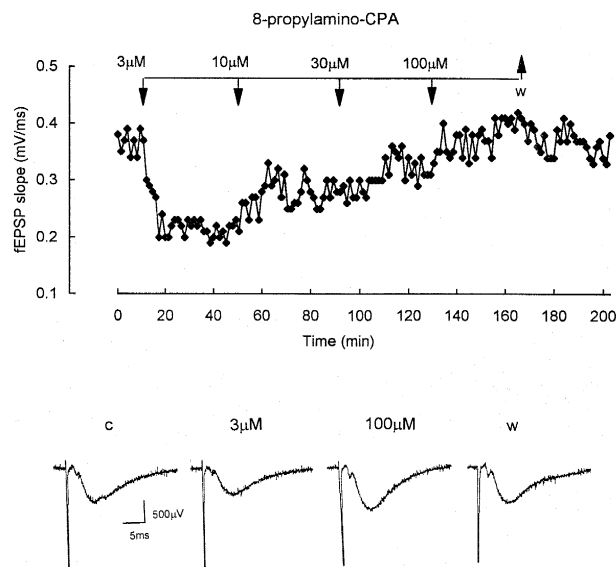 8-propylamino-CPA
3µM 10µM 30µM 100µM
w
fEPSP slope (mV/ms)
0.5
0.4
0.3
0.2
0.1
0 20 40 60 80 100 120 140 160 180 200
Time (min)
c 3µM 100µM w
500µV
5ms